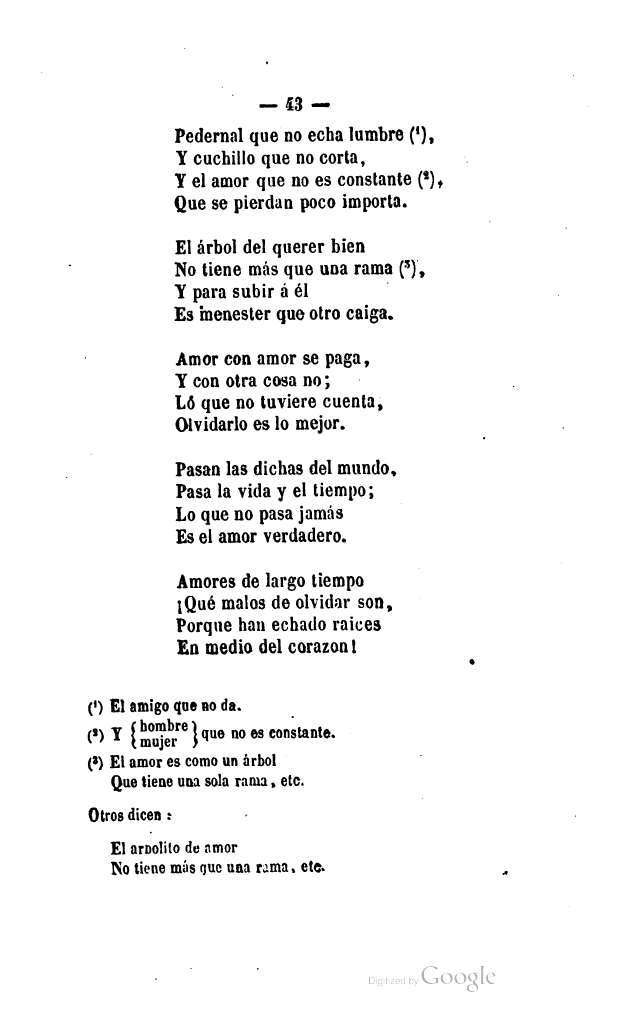 — 43 —
Pedernal que no echa lumbre (¹),
Y cuchillo que no corta,
Y el amor que no es constante (²),
Que se pierdan poco importa.
El árbol del querer bien
No tiene más que una rama (³),
Y para subir á él
Es menester que otro caiga.
Amor con amor se paga,
Y con otra cosa no;
Ló que no tuviere cuenta,
Olvidarlo es lo mejor.
Pasan las dichas del mundo,
Pasa la vida y el tiempo;
Lo que no pasa jamás
Es el amor verdadero.
Amores de largo tiempo
¡Qué malos de olvidar son,
Porque han echado raices
En medio del corazon!
(¹) El amigo que no da.
(²) Y {hombre mujer} que no es constante.
(³) El amor es como un árbol
Que tiene una sola rama, etc.
Otros dicen:
El arbolito de amor
No tiene más que una rama, etc.
Digitized by Google